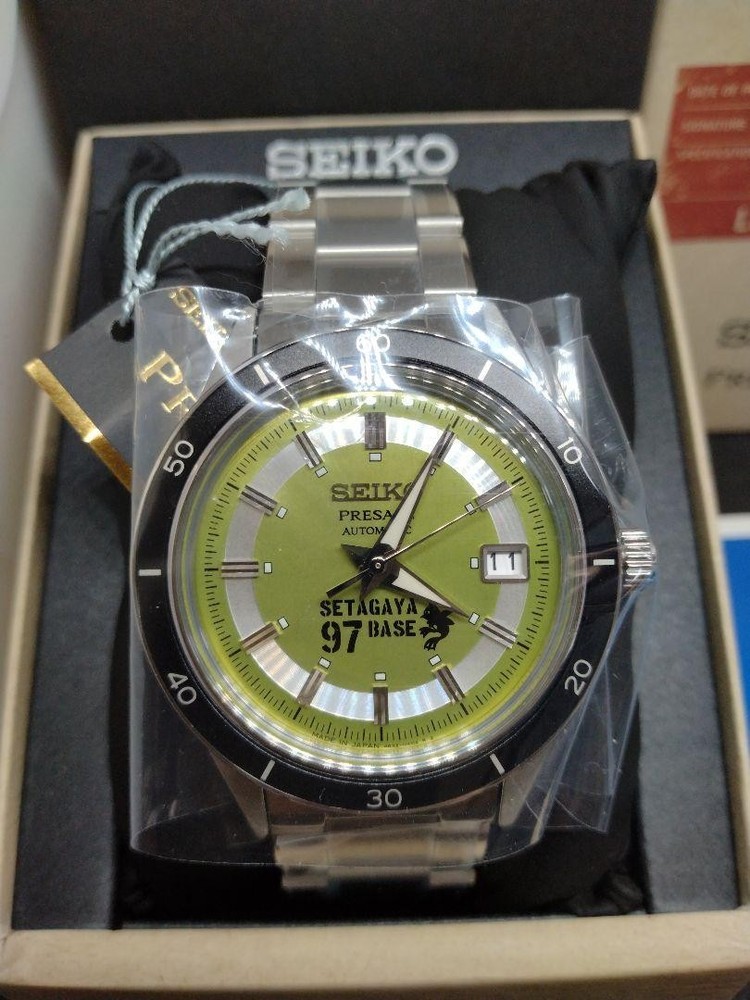 SEIKO
60
50
10
SEIKO
PRESAGE
AUTOMATIC
11
SETAGAYA
97 BASE
40
20
MADE IN JAPAN
30